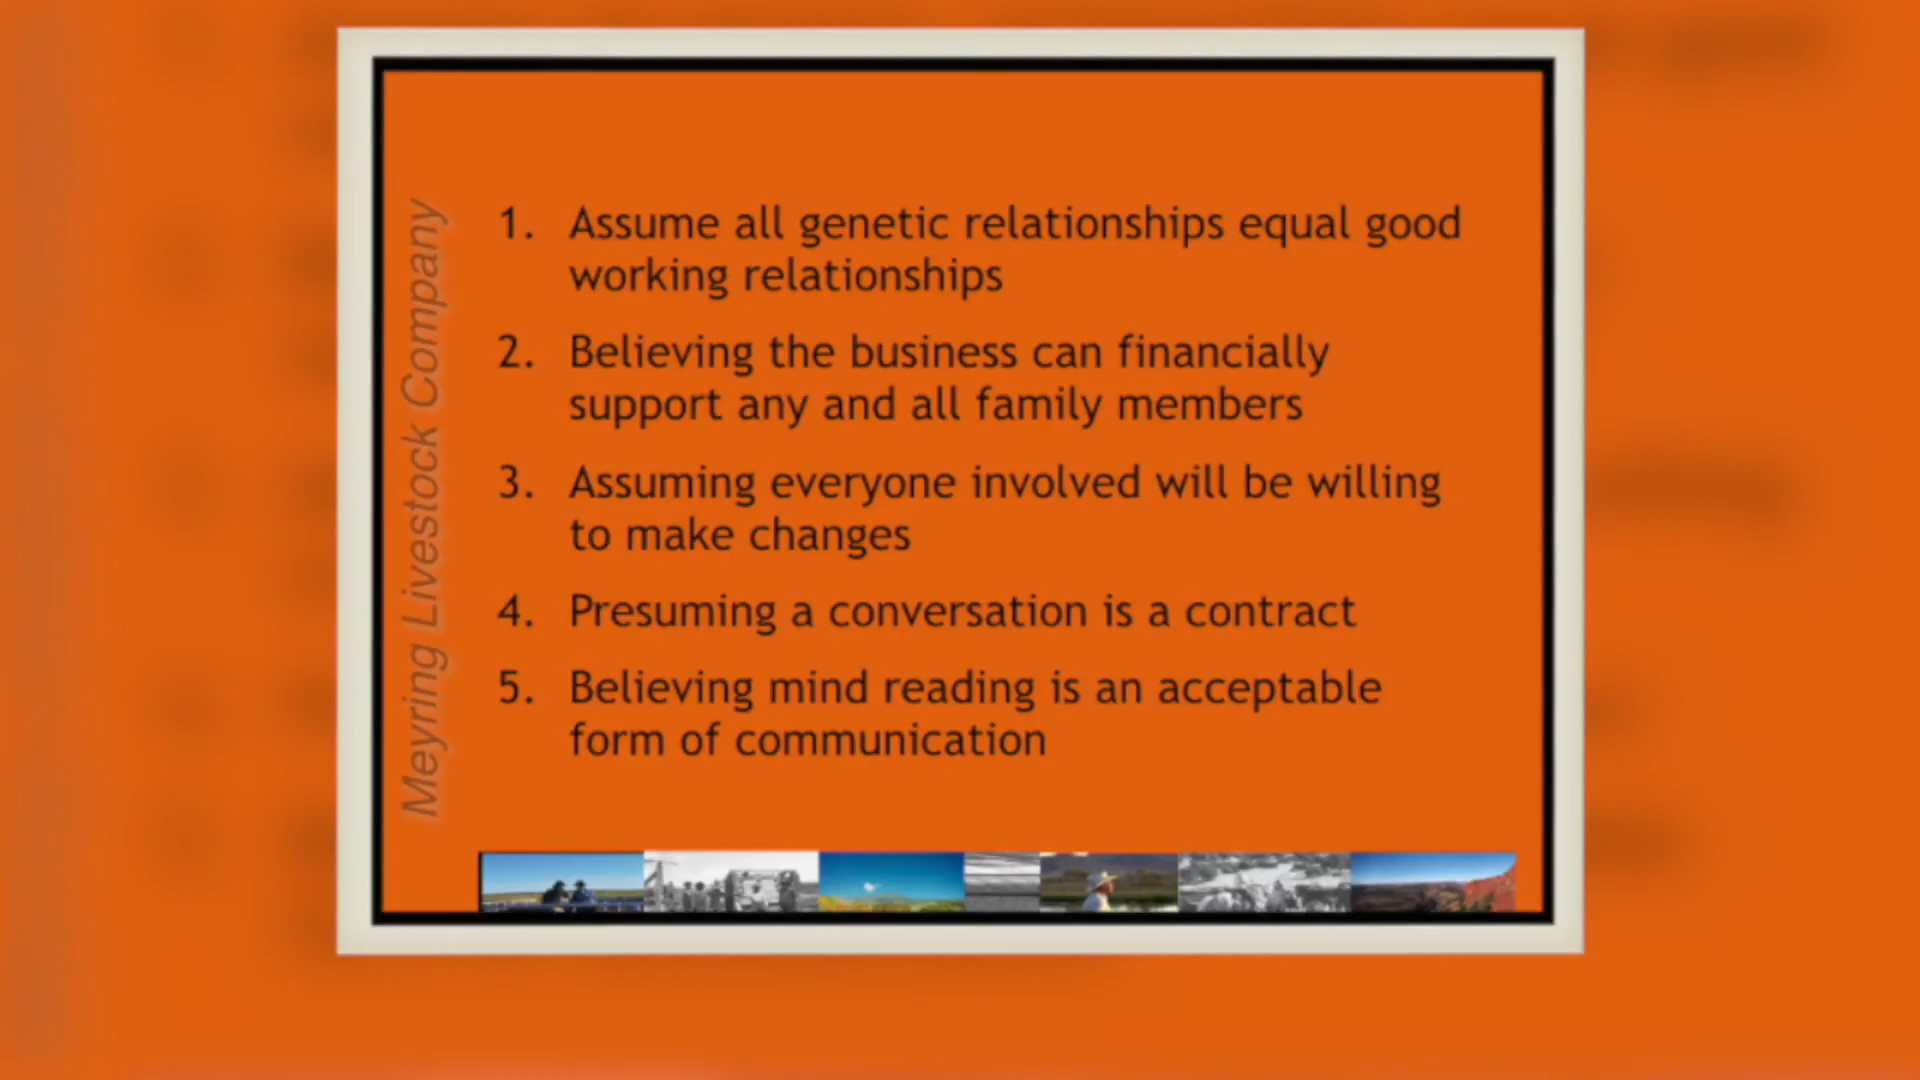 Meyring Livestock Company
1. Assume all genetic relationships equal good
working relationships
2. Believing the business can financially
support any and all family members
3. Assuming everyone involved will be willing
to make changes
4. Presuming a conversation is a contract
5. Believing mind reading is an acceptable
form of communication